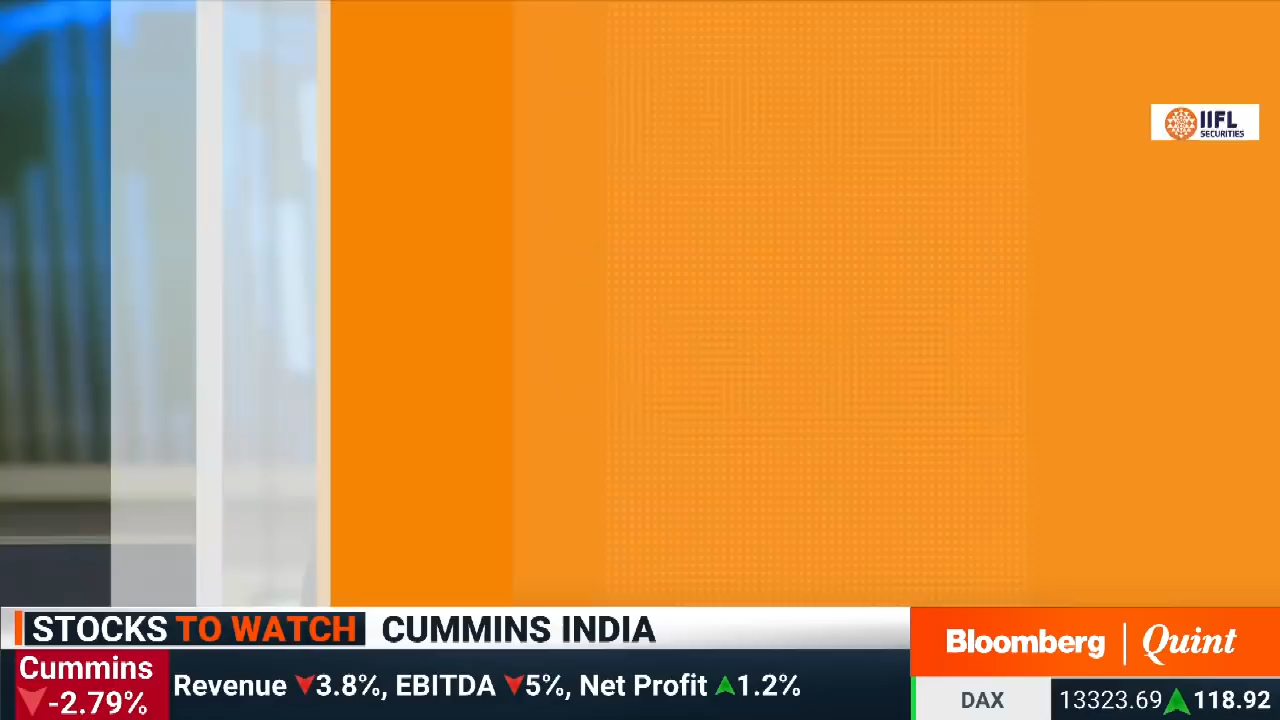 IIFL
SECURITIES
STOCKS TO WATCH CUMMINS INDIA
Bloomberg | Quint
Cummins
▼-2.79%
Revenue ▼3.8%, EBITDA ▼5%, Net Profit ▲1.2%
DAX 13323.69 ▲118.92